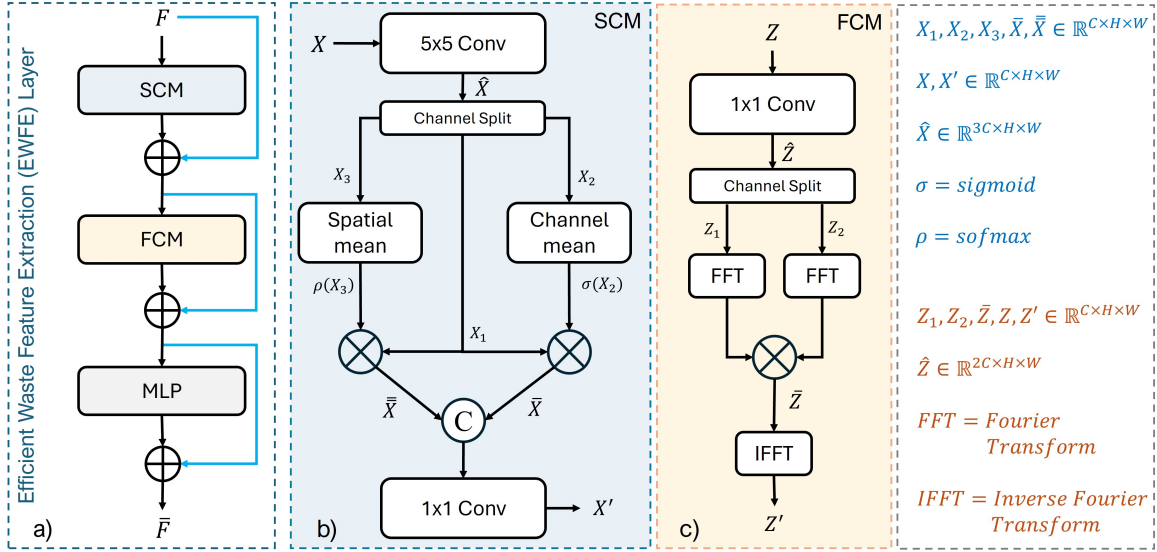 Efficient Waste Feature Extraction (EWFE) Layer
F
SCM
FCM
MLP
F̄
a)
SCM
X
5x5 Conv
X̂
Channel Split
X₃
X₂
Spatial
mean
Channel
mean
ρ(X₃)
σ(X₂)
X₁
X̿
X̄
C
1x1 Conv
X′
b)
FCM
Z
1x1 Conv
Ẑ
Channel Split
Z₁
Z₂
FFT
FFT
Z̄
IFFT
Z′
c)
X₁, X₂, X₃, X̄, X̿ ∈ ℝ^{C×H×W}
X, X′ ∈ ℝ^{C×H×W}
X̂ ∈ ℝ^{3C×H×W}
σ = sigmoid
ρ = sofmax
Z₁, Z₂, Z̄, Z, Z′ ∈ ℝ^{C×H×W}
Ẑ ∈ ℝ^{2C×H×W}
FFT = Fourier
Transform
IFFT = Inverse Fourier
Transform